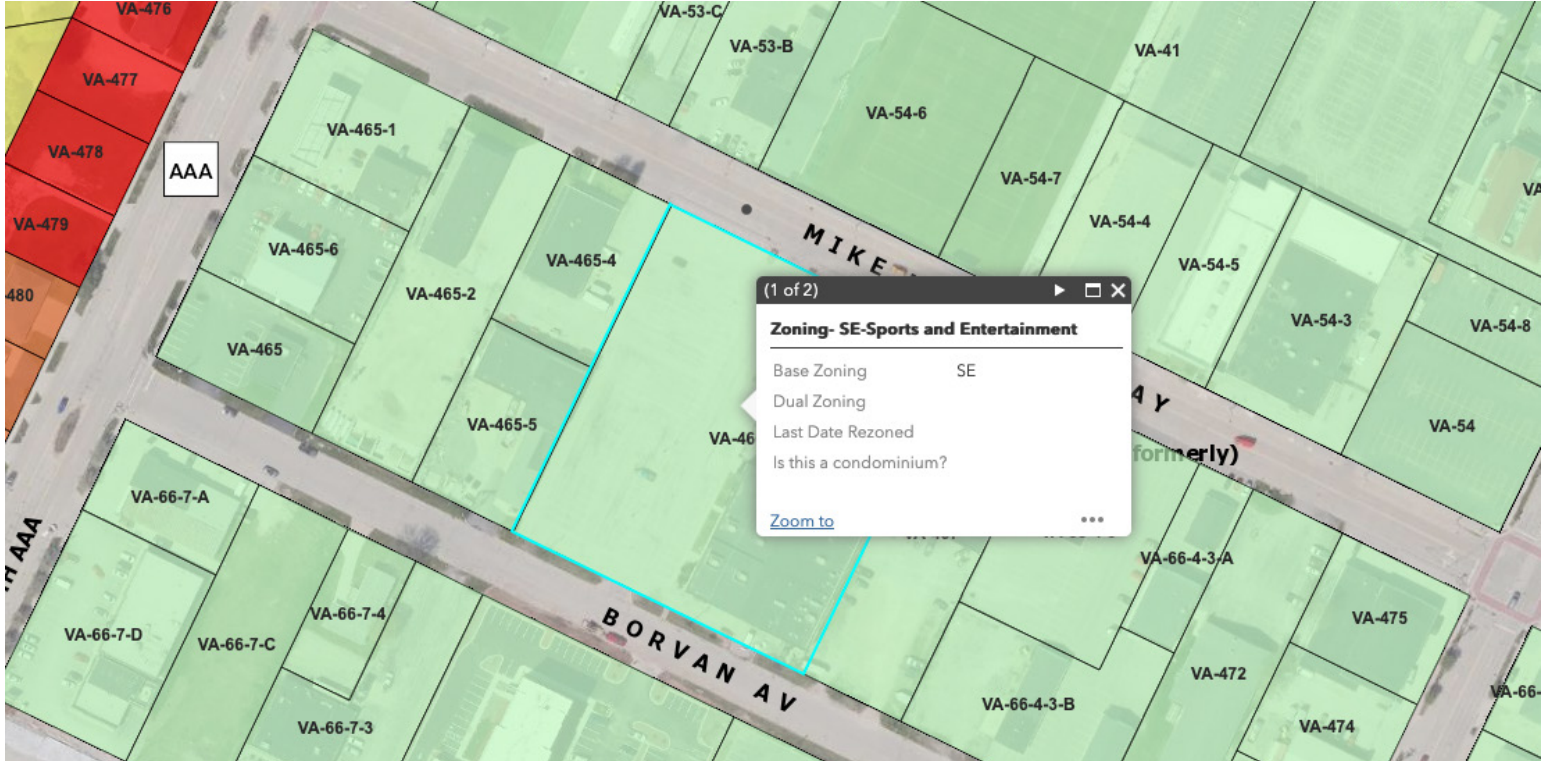 VA-476
VA-53-C
VA-53-B
VA-41
VA-477
VA-54-6
VA-465-1
VA-478
AAA
VA-54-7
VA-54-4
VA-479
VA-465-6
VA-465-4
MIKE
VA-54-5
480
VA-465-2
(1 of 2)
Zoning- SE-Sports and Entertainment
Base Zoning SE
Dual Zoning
Last Date Rezoned
Is this a condominium?
Zoom to
VA-54-3
VA-54-8
VA-465
AY
VA-465-5
VA-46
VA-54
formerly)
VA-66-7-A
H AAA
VA-66-4-3-A
VA-66-7-4
BORVAN AV
VA-475
VA-66-7-D
VA-66-7-C
VA-472
VA-66-4-3-B
VA-66-
VA-66-7-3
VA-474
VA